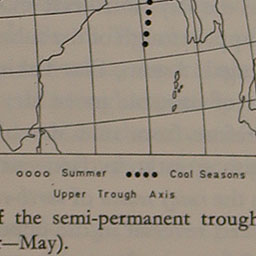 oooo Summer •••• Cool Seasons
Upper Trough Axis
the semi-permanent trough
—May).